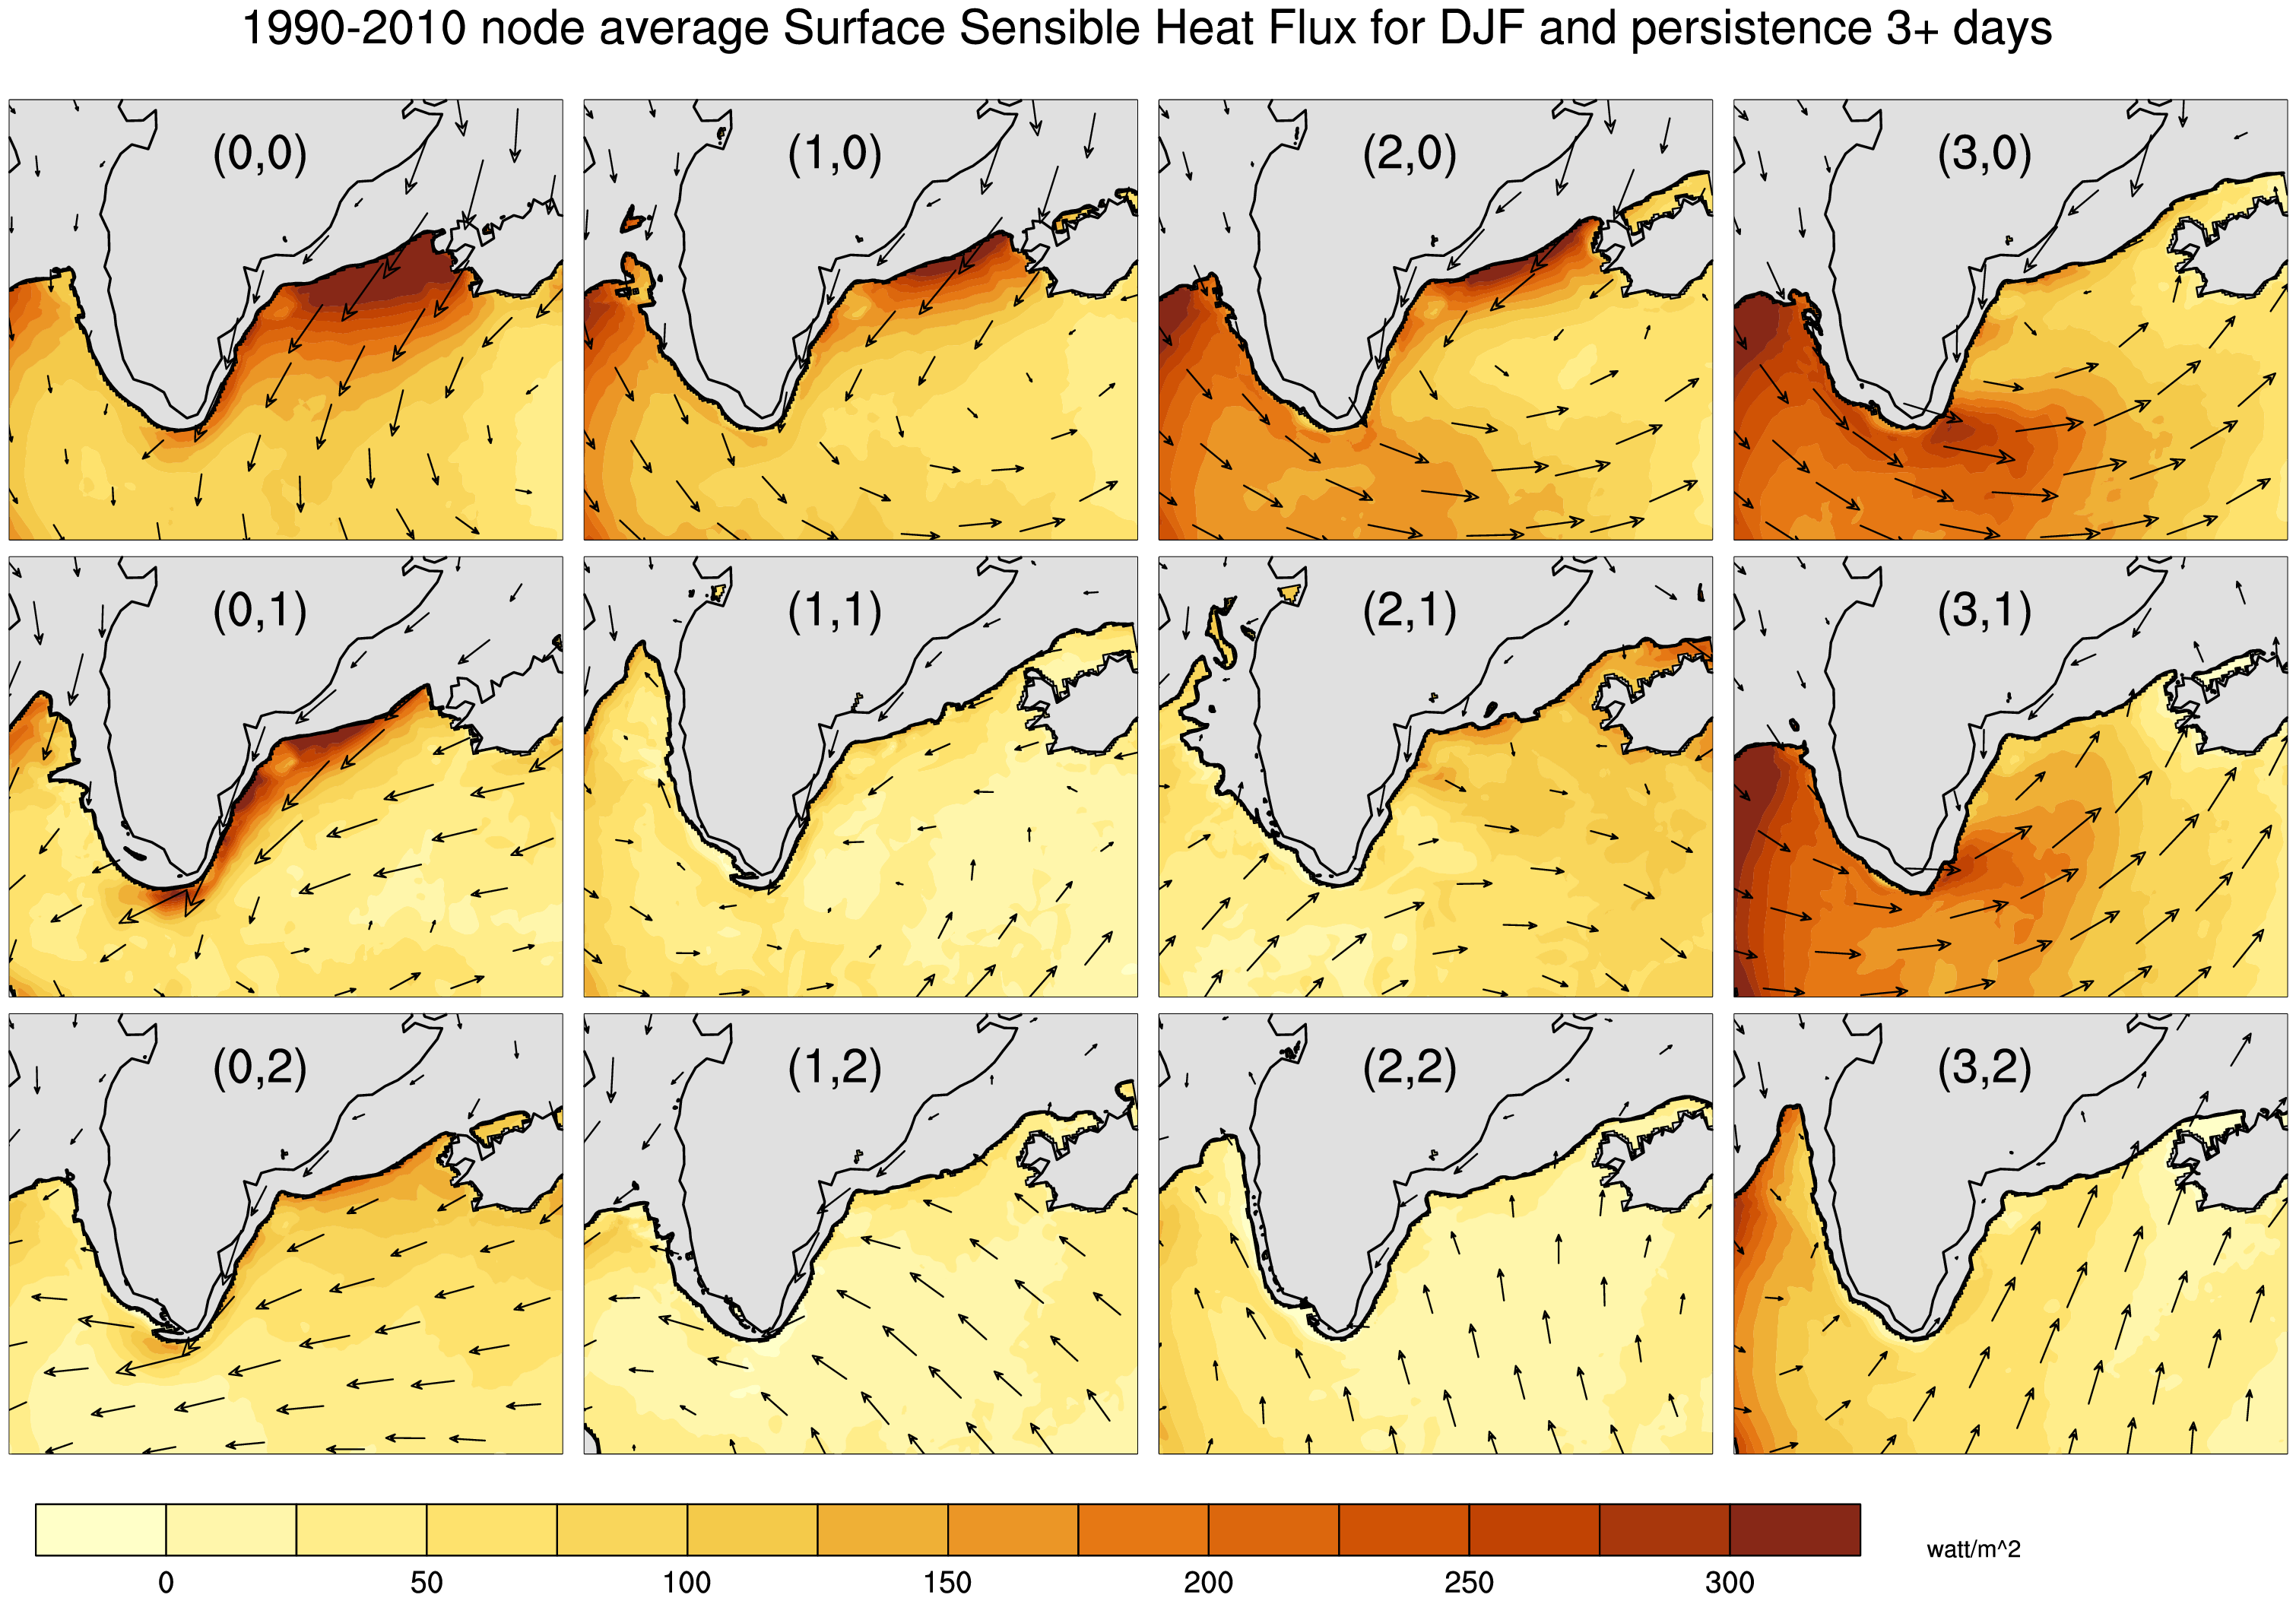 1990-2010 node average Surface Sensible Heat Flux for DJF and persistence 3+ days
(0,0) (1,0) (2,0) (3,0)
(0,1) (1,1) (2,1) (3,1)
(0,2) (1,2) (2,2) (3,2)
0 50 100 150 200 250 300 watt/m^2